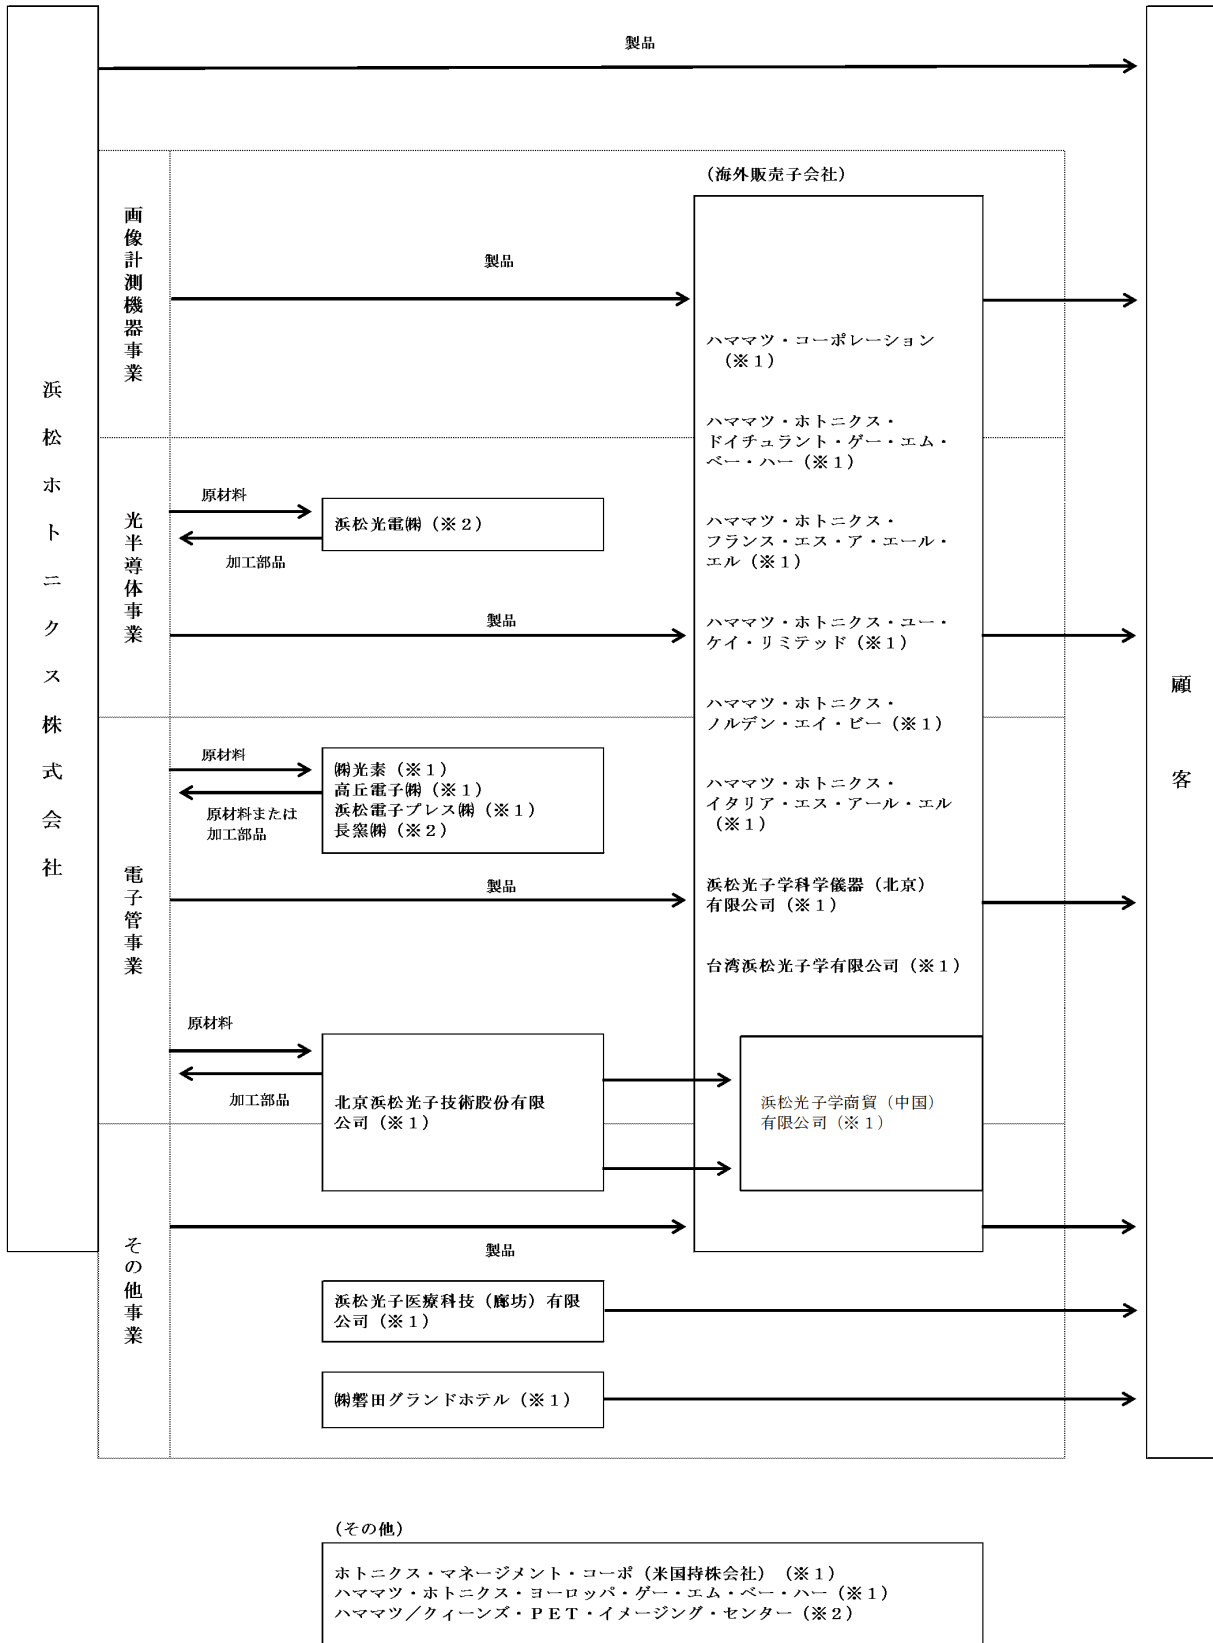 製品
(海外販売子会社)
画像計測機器事業
製品
ハママツ・コーポレーション
(※1)
ハママツ・ホトニクス・
ドイチュラント・ゲー・エム・
ベー・ハー(※1)
浜松ホトニクス株式会社
光半導体事業
原材料
浜松光電㈱(※2)
加工部品
ハママツ・ホトニクス・
フランス・エス・ア・エール・
エル(※1)
製品
ハママツ・ホトニクス・ユー・
ケイ・リミテッド(※1)
顧客
ハママツ・ホトニクス・
ノルデン・エイ・ビー(※1)
電子管事業
原材料
㈱光素(※1)
高丘電子㈱(※1)
浜松電子プレス㈱(※1)
長窯㈱(※2)
原材料または
加工部品
ハママツ・ホトニクス・
イタリア・エス・アール・エル
(※1)
製品
浜松光子学科学儀器(北京)
有限公司(※1)
台湾浜松光子学有限公司(※1)
原材料
加工部品
北京浜松光子技術股份有限
公司(※1)
浜松光子学商貿(中国)
有限公司(※1)
その他事業
製品
浜松光子医療科技(廊坊)有限
公司(※1)
㈱磐田グランドホテル(※1)
(その他)
ホトニクス・マネージメント・コーポ(米国持株会社)(※1)
ハママツ・ホトニクス・ヨーロッパ・ゲー・エム・ベー・ハー(※1)
ハママツ/クィーンズ・PET・イメージング・センター(※2)